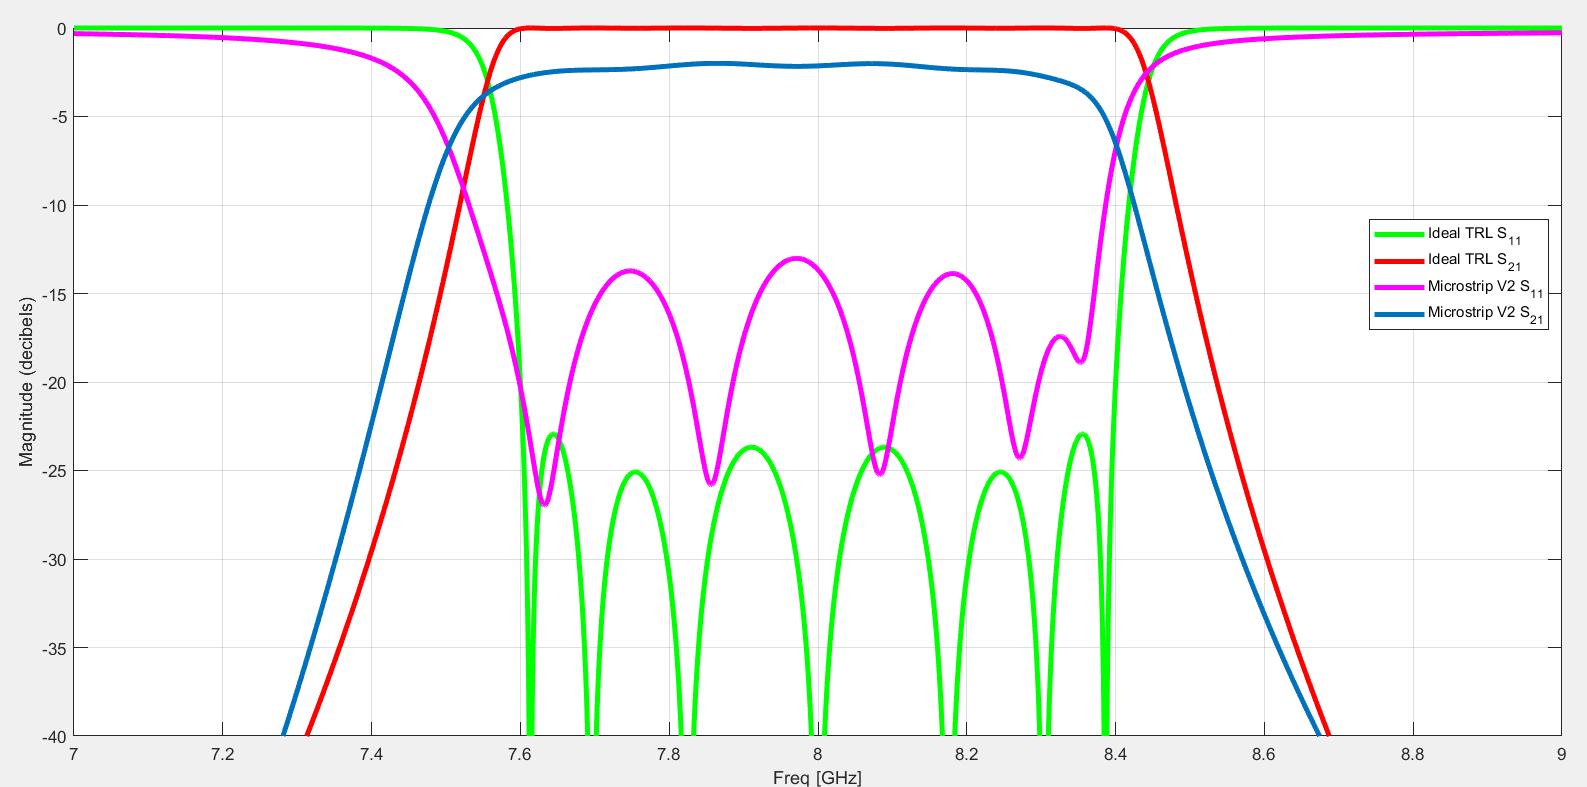 0
-5
-10
-15
-20
-25
-30
-35
-40
Magnitude (decibels)
Ideal TRL S11
Ideal TRL S21
Microstrip V2 S11
Microstrip V2 S21
7 7.2 7.4 7.6 7.8 8 8.2 8.4 8.6 8.8 9
Freq [GHz]